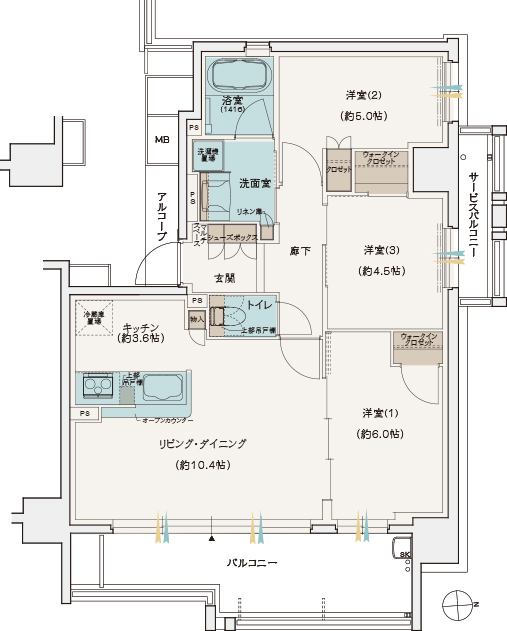 浴室
(1416)
洋室(2)
(約5.0帖)
PS
MB
洗濯機
置場
洗面室
クロゼット
ウォークイン
クロゼット
サービスバルコニー
PS
リネン庫
アルコーブ
マルチ
スペース
シューズボックス
廊下
洋室(3)
(約4.5帖)
玄関
PS
トイレ
物入
上部吊戸棚
冷蔵庫
置場
キッチン
(約3.6帖)
ウォークイン
クロゼット
上部
吊戸棚
PS
オープンカウンター
洋室(1)
(約6.0帖)
リビング・ダイニング
(約10.4帖)
バルコニー
SK
N